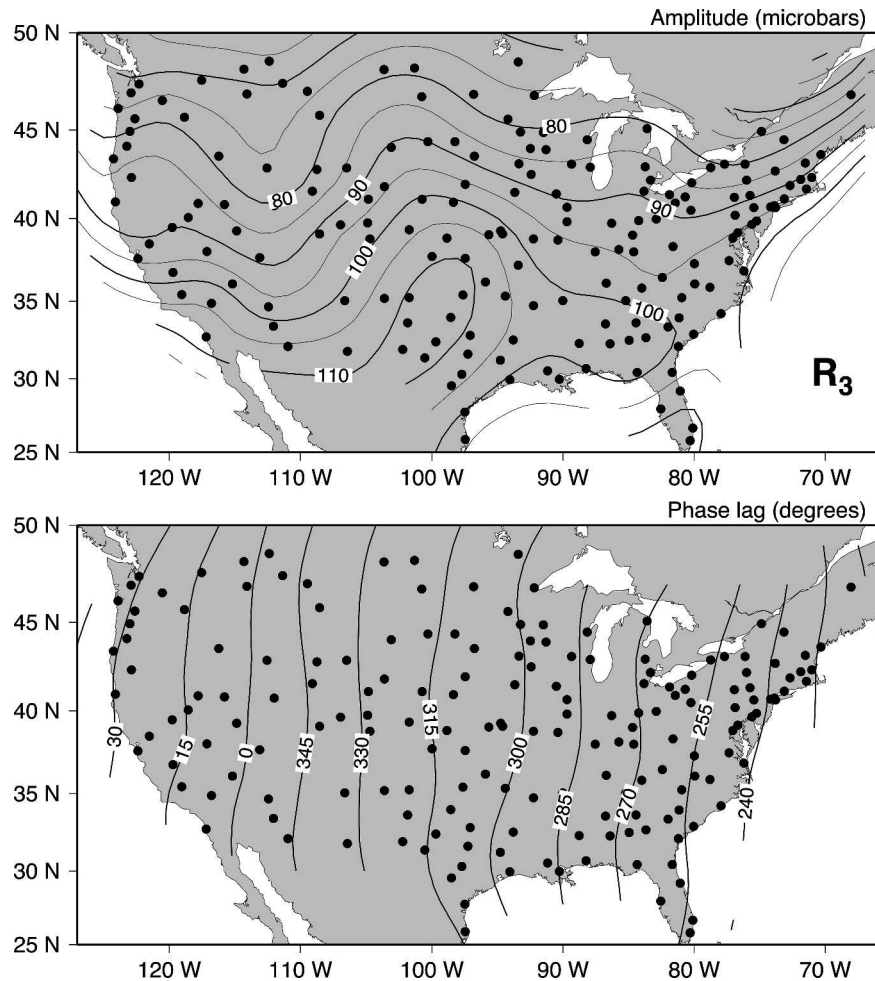 Amplitude (microbars)
50 N
45 N
40 N
35 N
30 N
25 N
80
80
90
90
100
100
110
R3
120 W 110 W 100 W 90 W 80 W 70 W
Phase lag (degrees)
50 N
45 N
40 N
35 N
30 N
25 N
30
15
0
345
330
315
300
285
270
255
240
120 W 110 W 100 W 90 W 80 W 70 W